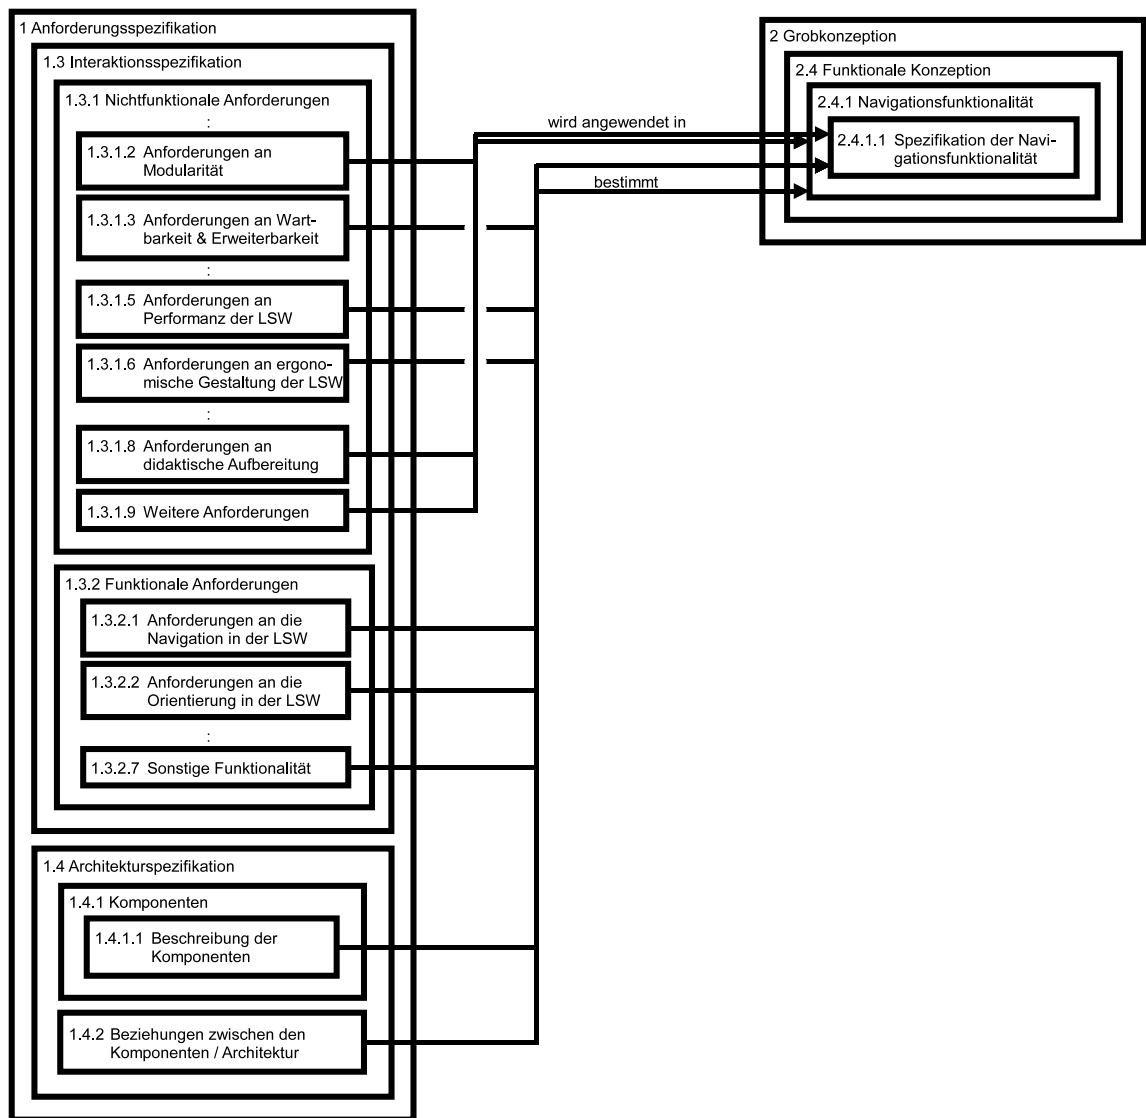 1 Anforderungsspezifikation
1.3 Interaktionsspezifikation
1.3.1 Nichtfunktionale Anforderungen
:
1.3.1.2 Anforderungen an
Modularität
1.3.1.3 Anforderungen an Wart-
barkeit & Erweiterbarkeit
:
1.3.1.5 Anforderungen an
Performanz der LSW
1.3.1.6 Anforderungen an ergono-
mische Gestaltung der LSW
:
1.3.1.8 Anforderungen an
didaktische Aufbereitung
1.3.1.9 Weitere Anforderungen
1.3.2 Funktionale Anforderungen
1.3.2.1 Anforderungen an die
Navigation in der LSW
1.3.2.2 Anforderungen an die
Orientierung in der LSW
:
1.3.2.7 Sonstige Funktionalität
1.4 Architekturspezifikation
1.4.1 Komponenten
1.4.1.1 Beschreibung der
Komponenten
1.4.2 Beziehungen zwischen den
Komponenten / Architektur
wird angewendet in
bestimmt
2 Grobkonzeption
2.4 Funktionale Konzeption
2.4.1 Navigationsfunktionalität
2.4.1.1 Spezifikation der Navi-
gationsfunktionalität